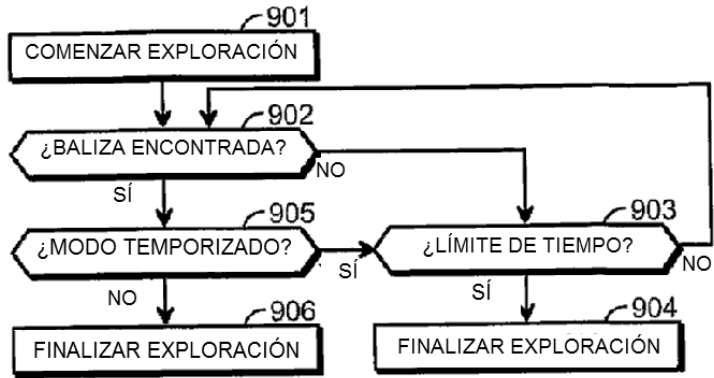 901
COMENZAR EXPLORACIÓN
902
¿BALIZA ENCONTRADA?
NO
SÍ
905
¿MODO TEMPORIZADO?
SÍ
903
¿LÍMITE DE TIEMPO?
NO
NO
SÍ
906
FINALIZAR EXPLORACIÓN
904
FINALIZAR EXPLORACIÓN